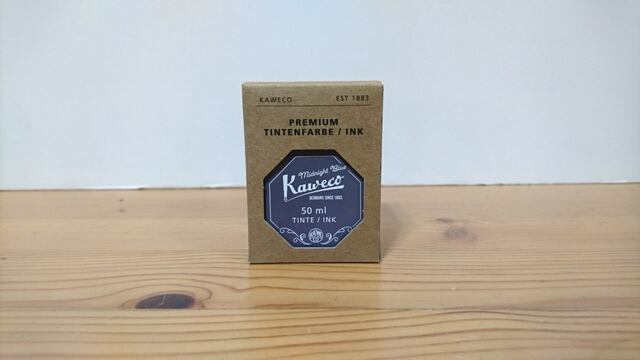 KAWECO EST 1883
PREMIUM
TINTENFARBE / INK
Midnight Blue
Kaweco
GERMANY, SINCE 1883.
50 ml
TINTE / INK